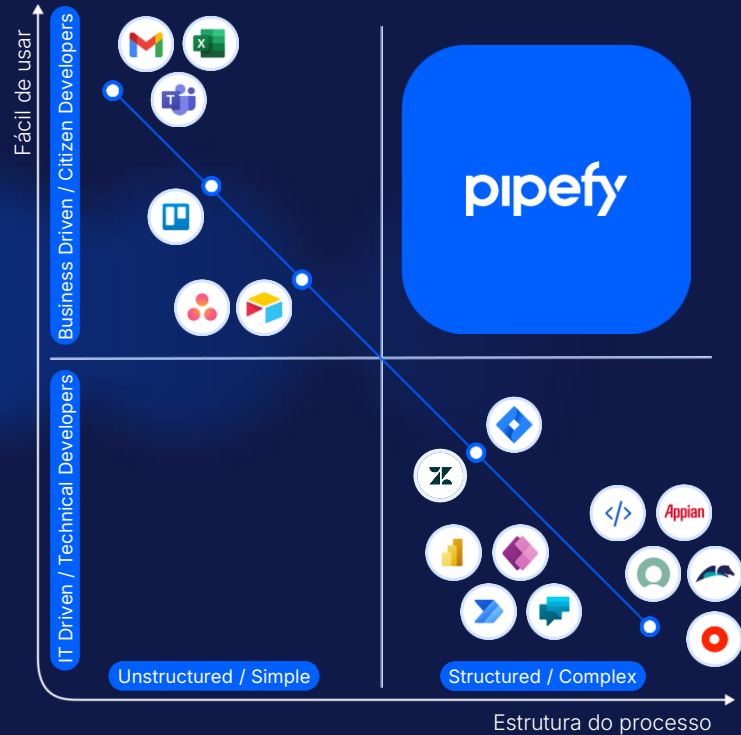 Fácil de usar
Business Driven / Citizen Developers
IT Driven / Technical Developers
pipefy
X
T
</>
Appian
Unstructured / Simple
Structured / Complex
Estrutura do processo